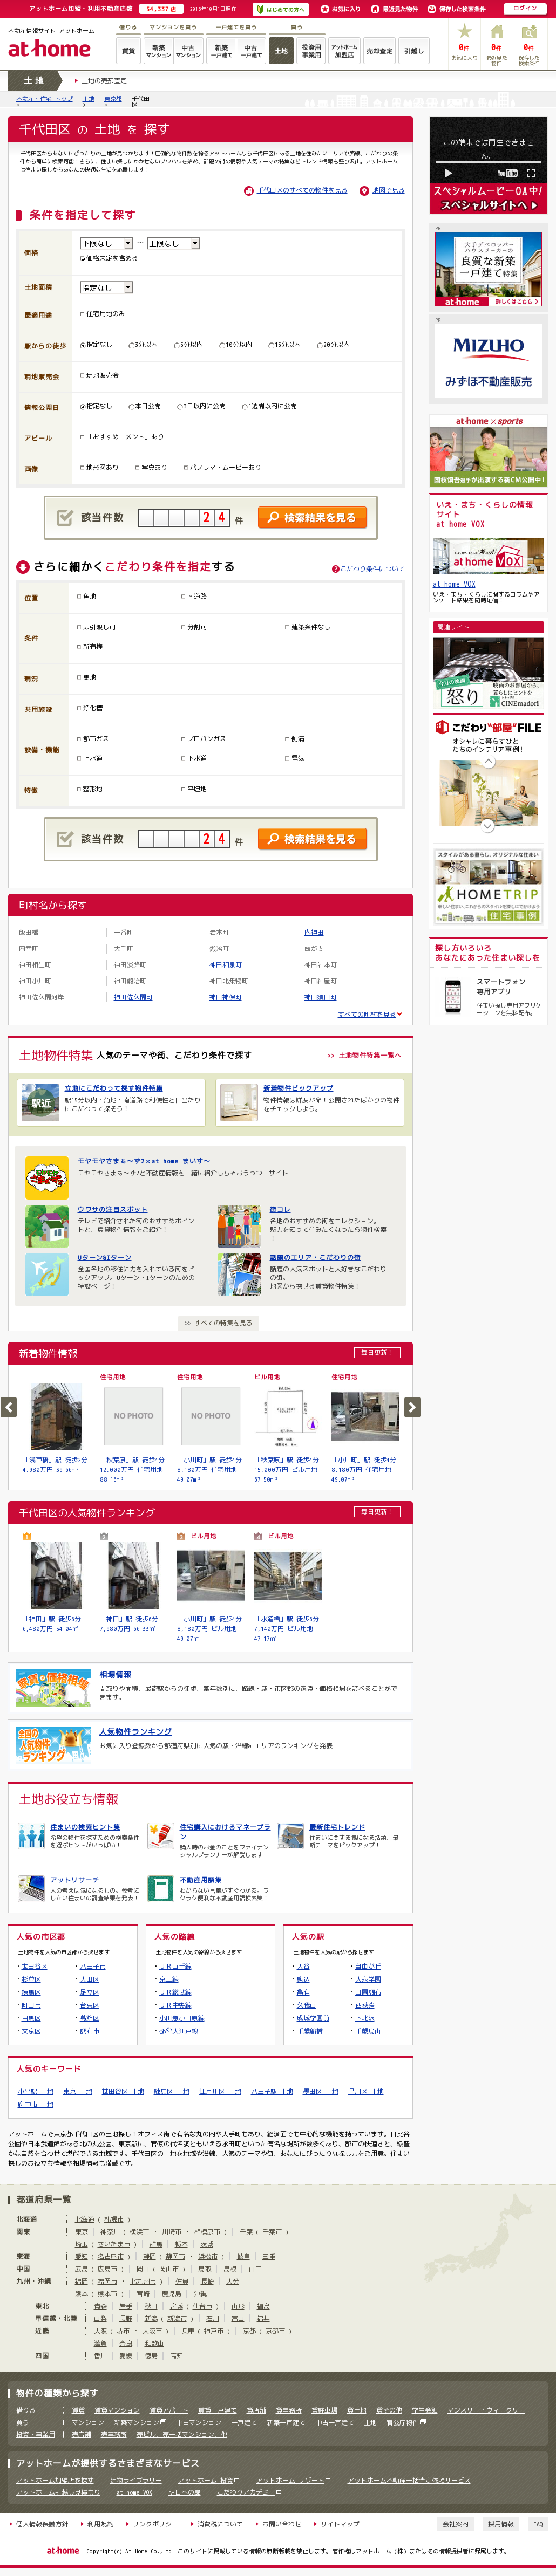 アットホーム加盟・利用不動産店数 54,337店 2016年10月1日現在 はじめての方へ お気に入り 最近見た物件 保存した検索条件 ログイン
不動産情報サイト アットホーム
at home
借りる マンションを買う 一戸建てを買う 買う
賃貸 新築マンション 中古マンション 新築一戸建て 中古一戸建て 土地 投資用事業用 アットホーム加盟店 売却査定 引越し
0件 お気に入り 0件 最近見た物件 0件 保存した検索条件
土地 土地の売却査定
不動産・住宅 トップ > 土地 > 東京都 > 千代田区
千代田区 の 土地 を 探す
千代田区からあなたにぴったりの土地が見つかります！圧倒的な物件数を誇るアットホームなら千代田区にある土地を住みたいエリアや路線、こだわりの条件から簡単に検索可能！さらに、住まい探しにかかせないノウハウを始め、話題の街の情報や人気テーマの特集などトレンド情報も盛り沢山。アットホームは住まい探しからあなたの快適な生活を応援します！
千代田区のすべての物件を見る 地図で見る
条件を指定して探す
価格 下限なし ～ 上限なし
価格未定を含める
土地面積 指定なし
最適用途 住宅用地のみ
駅からの徒歩 指定なし 3分以内 5分以内 10分以内 15分以内 20分以内
現地販売会 現地販売会
情報公開日 指定なし 本日公開 3日以内に公開 1週間以内に公開
アピール 「おすすめコメント」あり
画像 地形図あり 写真あり パノラマ・ムービーあり
該当件数 24 件 検索結果を見る
さらに細かくこだわり条件を指定する こだわり条件について
位置 角地 南道路
条件 即引渡し可 分割可 建築条件なし
所有権
現況 更地
共用施設 浄化槽
設備・機能 都市ガス プロパンガス 側溝
上水道 下水道 電気
特徴 整形地 平坦地
該当件数 24 件 検索結果を見る
町村名から探す
飯田橋 一番町 岩本町 内神田
内幸町 大手町 鍛冶町 霞が関
神田相生町 神田淡路町 神田和泉町 神田岩本町
神田小川町 神田鍛冶町 神田北乗物町 神田紺屋町
神田佐久間河岸 神田佐久間町 神田神保町 神田須田町
すべての町村を見る
土地物件特集 人気のテーマや街、こだわり条件で探す >> 土地物件特集一覧へ
駅近 立地にこだわって探す物件特集
駅15分以内・角地・南道路で利便性と日当たりにこだわって探そう！
新着物件ピックアップ
物件情報は鮮度が命！公開されたばかりの物件をチェックしよう。
モヤモヤさまぁ～ず2×at home まいす～
モヤモヤさまぁ～ず2と不動産情報を一緒に紹介しちゃおうっつーサイト
ウワサの注目スポット
テレビで紹介された街のおすすめポイントと、賃貸物件情報をご紹介！
街コレ
各地のおすすめの街をコレクション。魅力を知って住みたくなったら物件検索！
Uターン&Iターン
全国各地の移住に力を入れている街をピックアップ。Uターン・Iターンのための特設ページ！
話題のエリア・こだわりの街
話題の人気スポットと大好きなこだわりの街。地図から探せる賃貸物件特集！
>> すべての特集を見る
新着物件情報 毎日更新！
「浅草橋」駅 徒歩2分 4,980万円 39.66m²
住宅用地 NO PHOTO 「秋葉原」駅 徒歩4分 12,000万円 住宅用地 88.16m²
住宅用地 NO PHOTO 「小川町」駅 徒歩4分 8,180万円 住宅用地 49.07m²
ビル用地 「秋葉原」駅 徒歩4分 15,000万円 ビル用地 67.50m²
住宅用地 「小川町」駅 徒歩4分 8,180万円 住宅用地 49.07m²
千代田区の人気物件ランキング 毎日更新！
1 「神田」駅 徒歩6分 6,480万円 54.04㎡
2 「神田」駅 徒歩6分 7,980万円 66.33㎡
3 ビル用地 「小川町」駅 徒歩4分 8,180万円 ビル用地 49.07㎡
4 ビル用地 「水道橋」駅 徒歩6分 7,140万円 ビル用地 47.17㎡
家賃・価格相場 相場情報
間取りや面積、最寄駅からの徒歩、築年数別に、路線・駅・市区郡の家賃・価格相場を調べることができます。
全国の人気物件ランキング 人気物件ランキング
お気に入り登録数から都道府県別に人気の駅・沿線& エリアのランキングを発表!
土地お役立ち情報
住まいの検索ヒント集
希望の物件を探すための検索条件を選ぶヒントがいっぱい！
住宅購入におけるマネープラン
購入時のお金のことをファイナンシャルプランナーが解説します
最新住宅トレンド
住まいに関する気になる話題、最新テーマをピックアップ！
アットリサーチ
人の考えは気になるもの。参考にしたい住まいの調査結果を発表！
不動産用語集
わからない言葉がすぐわかる。ラクラク便利な不動産用語検索集！
人気の市区郡
土地物件を人気の市区郡から探せます
・世田谷区 ・八王子市
・杉並区 ・大田区
・練馬区 ・足立区
・町田市 ・台東区
・目黒区 ・葛飾区
・文京区 ・調布市
人気の路線
土地物件を人気の路線から探せます
・ＪＲ山手線
・京王線
・ＪＲ総武線
・ＪＲ中央線
・小田急小田原線
・都営大江戸線
人気の駅
土地物件を人気の駅から探せます
・入谷 ・自由が丘
・駒込 ・大泉学園
・亀有 ・田園調布
・久我山 ・西荻窪
・成城学園前 ・下北沢
・千歳船橋 ・千歳烏山
人気のキーワード
小平駅 土地 東京 土地 世田谷区 土地 練馬区 土地 江戸川区 土地 八王子駅 土地 墨田区 土地 品川区 土地
府中市 土地
アットホームで東京都千代田区の土地探し！オフィス街で有名な丸の内や大手町もあり、経済面でも中心的な機能を持っています。日比谷公園や日本武道館がある北の丸公園、東京駅に、官僚の代名詞ともいえる永田町といった有名な場所が数多くあり、都市の快適さと、緑豊かな自然をあわせて堪能できる地域です。千代田区の土地を地域や沿線、人気のテーマや街、あなたにぴったりな探し方をご用意。住まい探しのお役立ち情報や相場情報も満載です。
この動画は再生できません。
YouTube
スペシャルムービーOA中!
スペシャルサイトへ
PR
大手デベロッパー ハウスメーカーの 良質な新築一戸建て特集
at home 詳しくはこちら
PR
MIZUHO
みずほ不動産販売
at home × sports
国枝慎吾選手が出演する新CM公開中!
いえ・まち・くらしの情報サイト at home VOX
at home VOX
at home VOX
いえ・まち・くらしに関するコラムやアンケート結果を随時配信！
関連サイト
今月の映画 怒り 映画のお部屋から、暮らしにヒントを CINEmadori
こだわり"部屋"FILE
オシャレに暮らすひとたちのインテリア事例!
スタイルがある暮らし、オリジナルな住まい
HOME TRIP
住宅事例
探し方いろいろ あなたにあった住まい探しを
スマートフォン専用アプリ
住まい探し専用アプリケーションを無料配布。
都道府県一覧
北海道 北海道（ 札幌市 ）
関東 東京 神奈川（ 横浜市 ・ 川崎市 ・ 相模原市 ） 千葉（ 千葉市 ）
埼玉（ さいたま市 ） 群馬 栃木 茨城
東海 愛知（ 名古屋市 ） 静岡（ 静岡市 ・ 浜松市 ） 岐阜 三重
中国 広島（ 広島市 ） 岡山（ 岡山市 ） 鳥取 島根 山口
九州・沖縄 福岡（ 福岡市 ・ 北九州市 ） 佐賀 長崎 大分
熊本（ 熊本市 ） 宮崎 鹿児島 沖縄
東北 青森 岩手 秋田 宮城（ 仙台市 ） 山形 福島
甲信越・北陸 山梨 長野 新潟（ 新潟市 ） 石川 富山 福井
近畿 大阪（ 堺市 ・ 大阪市 ） 兵庫（ 神戸市 ） 京都（ 京都市 ）
滋賀 奈良 和歌山
四国 香川 愛媛 徳島 高知
物件の種類から探す
借りる 賃貸 賃貸マンション 賃貸アパート 賃貸一戸建て 貸店舗 貸事務所 貸駐車場 貸土地 貸その他 学生会館 マンスリー・ウィークリー
買う マンション 新築マンション 中古マンション 一戸建て 新築一戸建て 中古一戸建て 土地 官公庁物件
投資・事業用 売店舗 売事務所 売ビル、売一括マンション、他
アットホームが提供するさまざまなサービス
アットホーム加盟店を探す 建物ライブラリー アットホーム 投資 アットホーム リゾート アットホーム不動産一括査定依頼サービス
アットホーム引越し見積もり at home VOX 明日への扉 こだわりアカデミー
個人情報保護方針 利用規約 リンクポリシー 消費税について お問い合わせ サイトマップ 会社案内 採用情報 FAQ
at home Copyright(c) At Home Co.,Ltd. このサイトに掲載している情報の無断転載を禁止します。著作権はアットホーム（株）またはその情報提供者に帰属します。